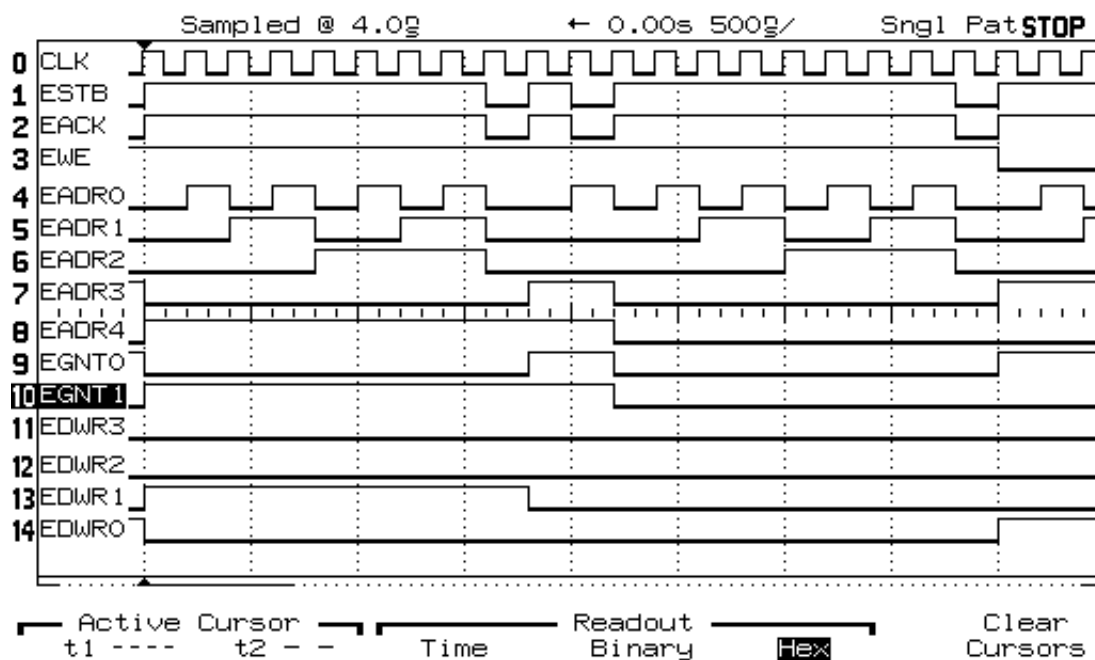 Sampled @ 4.0㎱ ← 0.00s 500㎱/ Sngl Pat STOP
0 CLK
1 ESTB
2 EACK
3 EWE
4 EADR0
5 EADR1
6 EADR2
7 EADR3
8 EADR4
9 EGNT0
10 EGNT1
11 EDWR3
12 EDWR2
13 EDWR1
14 EDWR0
Active Cursor Readout Clear
t1 ---- t2 - - Time Binary Hex Cursors